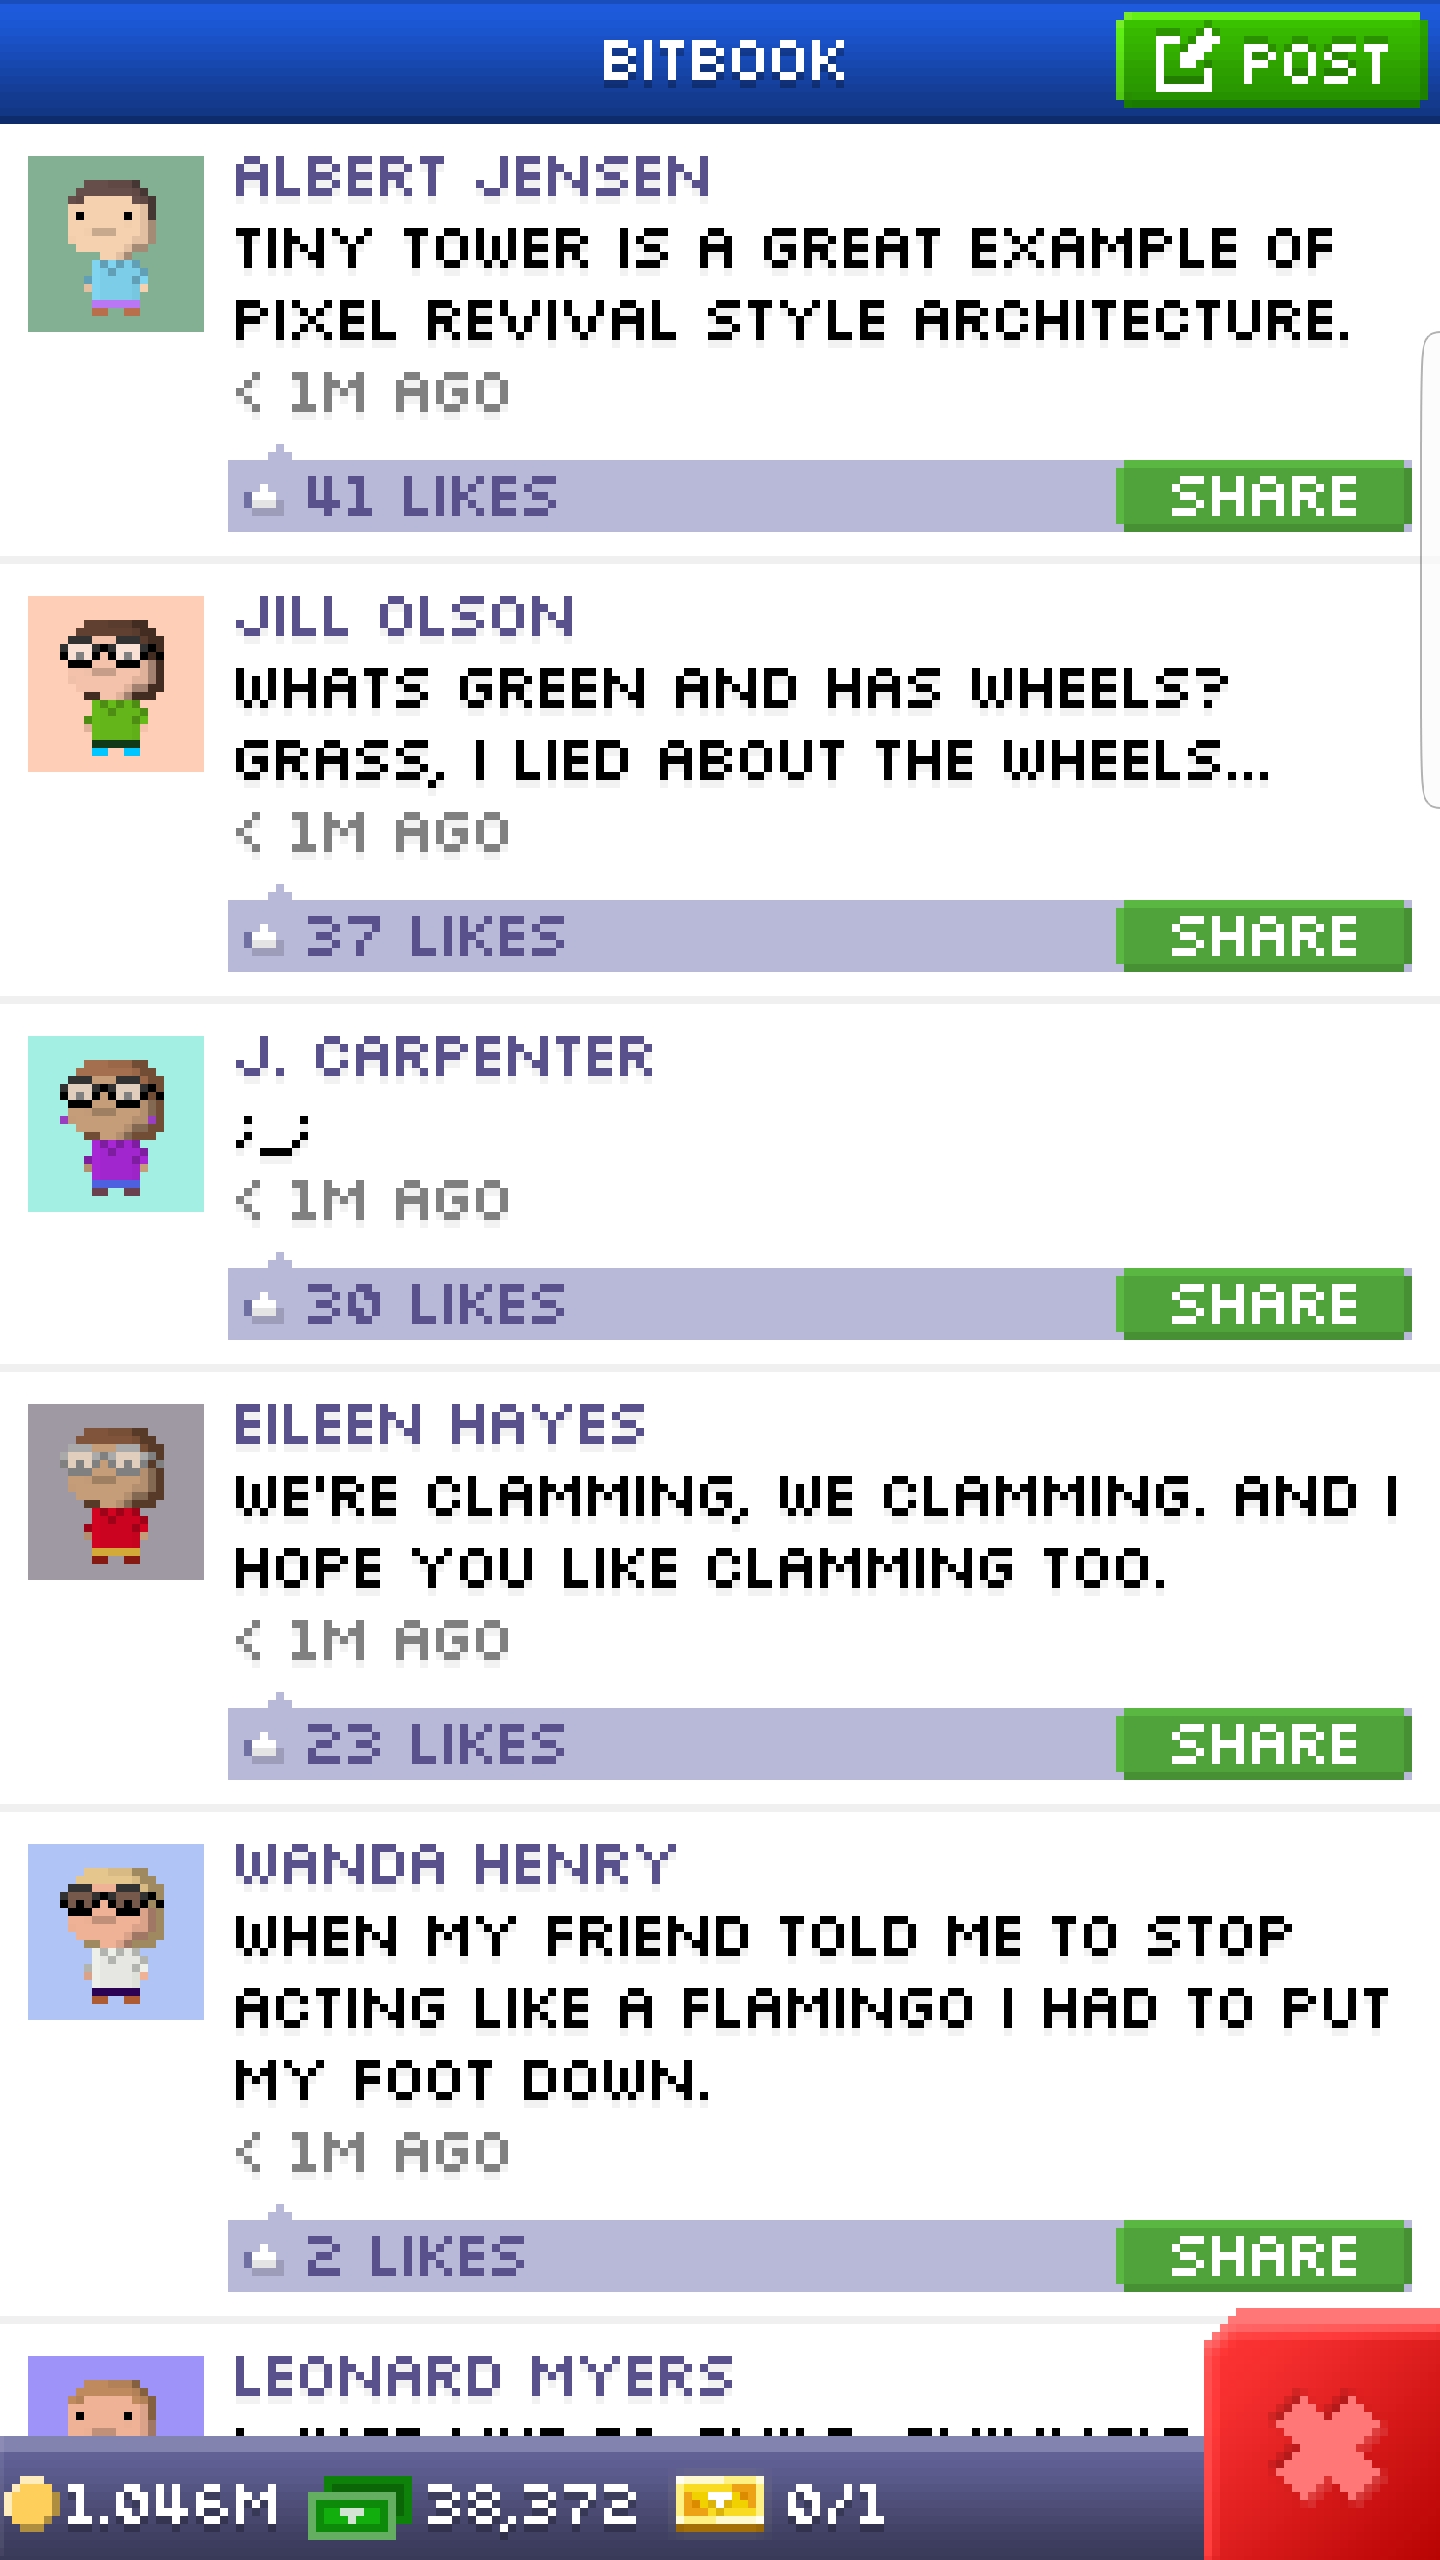 BITBOOK
POST
ALBERT JENSEN
TINY TOWER IS A GREAT EXAMPLE OF
PIXEL REVIVAL STYLE ARCHITECTURE.
< 1M AGO
41 LIKES SHARE
JILL OLSON
WHATS GREEN AND HAS WHEELS?
GRASS, I LIED ABOUT THE WHEELS...
< 1M AGO
37 LIKES SHARE
J. CARPENTER
;_;
< 1M AGO
30 LIKES SHARE
EILEEN HAYES
WE'RE CLAMMING, WE CLAMMING. AND I
HOPE YOU LIKE CLAMMING TOO.
< 1M AGO
23 LIKES SHARE
WANDA HENRY
WHEN MY FRIEND TOLD ME TO STOP
ACTING LIKE A FLAMINGO I HAD TO PUT
MY FOOT DOWN.
< 1M AGO
2 LIKES SHARE
LEONARD MYERS
1.046M 38,372 0/1